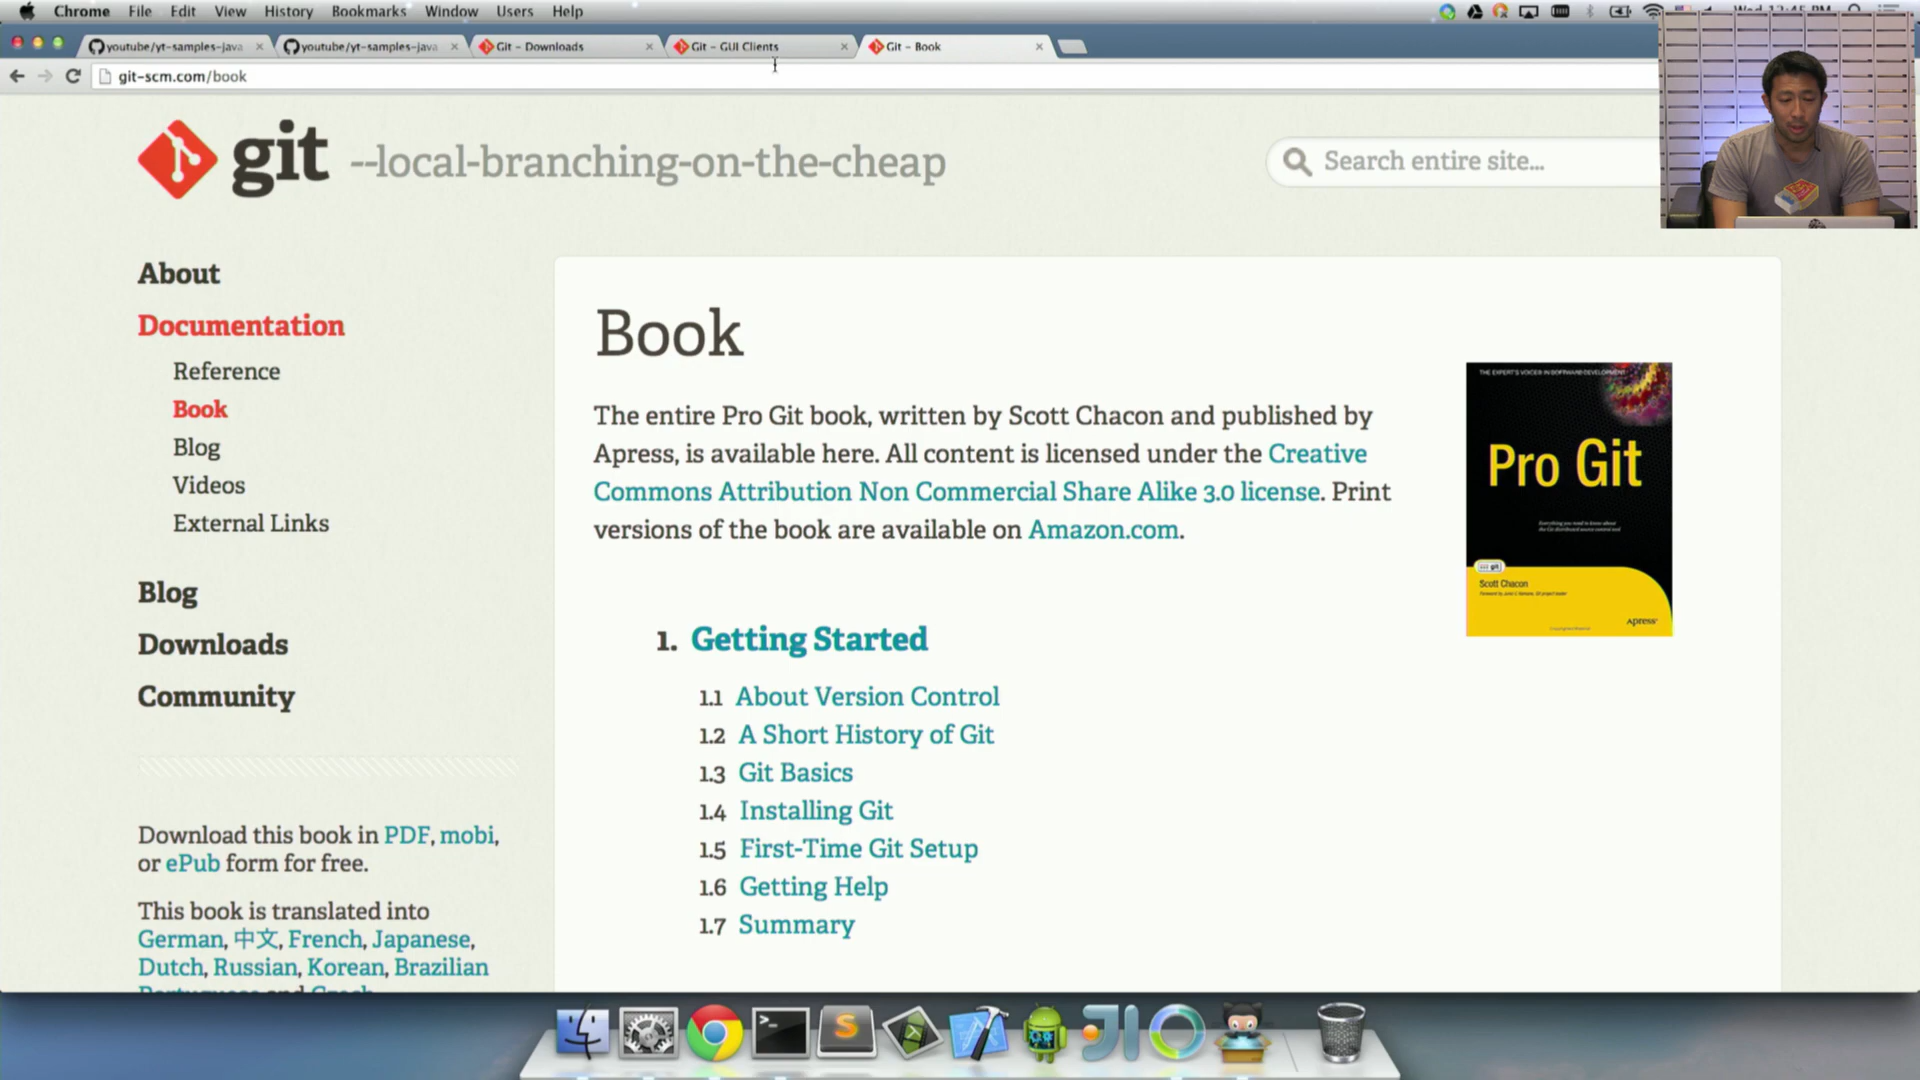 Chrome File Edit View History Bookmarks Window Users Help
youtube/yt-samples-java
youtube/yt-samples-java
Git - Downloads
Git - GUI Clients
Git - Book
git-scm.com/book
git --local-branching-on-the-cheap
Search entire site...
About
Documentation
Reference
Book
Blog
Videos
External Links
Blog
Downloads
Community
Download this book in PDF, mobi,
or ePub form for free.
This book is translated into
German, 中文, French, Japanese,
Dutch, Russian, Korean, Brazilian
Book
The entire Pro Git book, written by Scott Chacon and published by
Apress, is available here. All content is licensed under the Creative
Commons Attribution Non Commercial Share Alike 3.0 license. Print
versions of the book are available on Amazon.com.
THE EXPERT'S VOICE IN SOFTWARE DEVELOPMENT
Pro Git
git
Scott Chacon
Apress
1. Getting Started
1.1 About Version Control
1.2 A Short History of Git
1.3 Git Basics
1.4 Installing Git
1.5 First-Time Git Setup
1.6 Getting Help
1.7 Summary